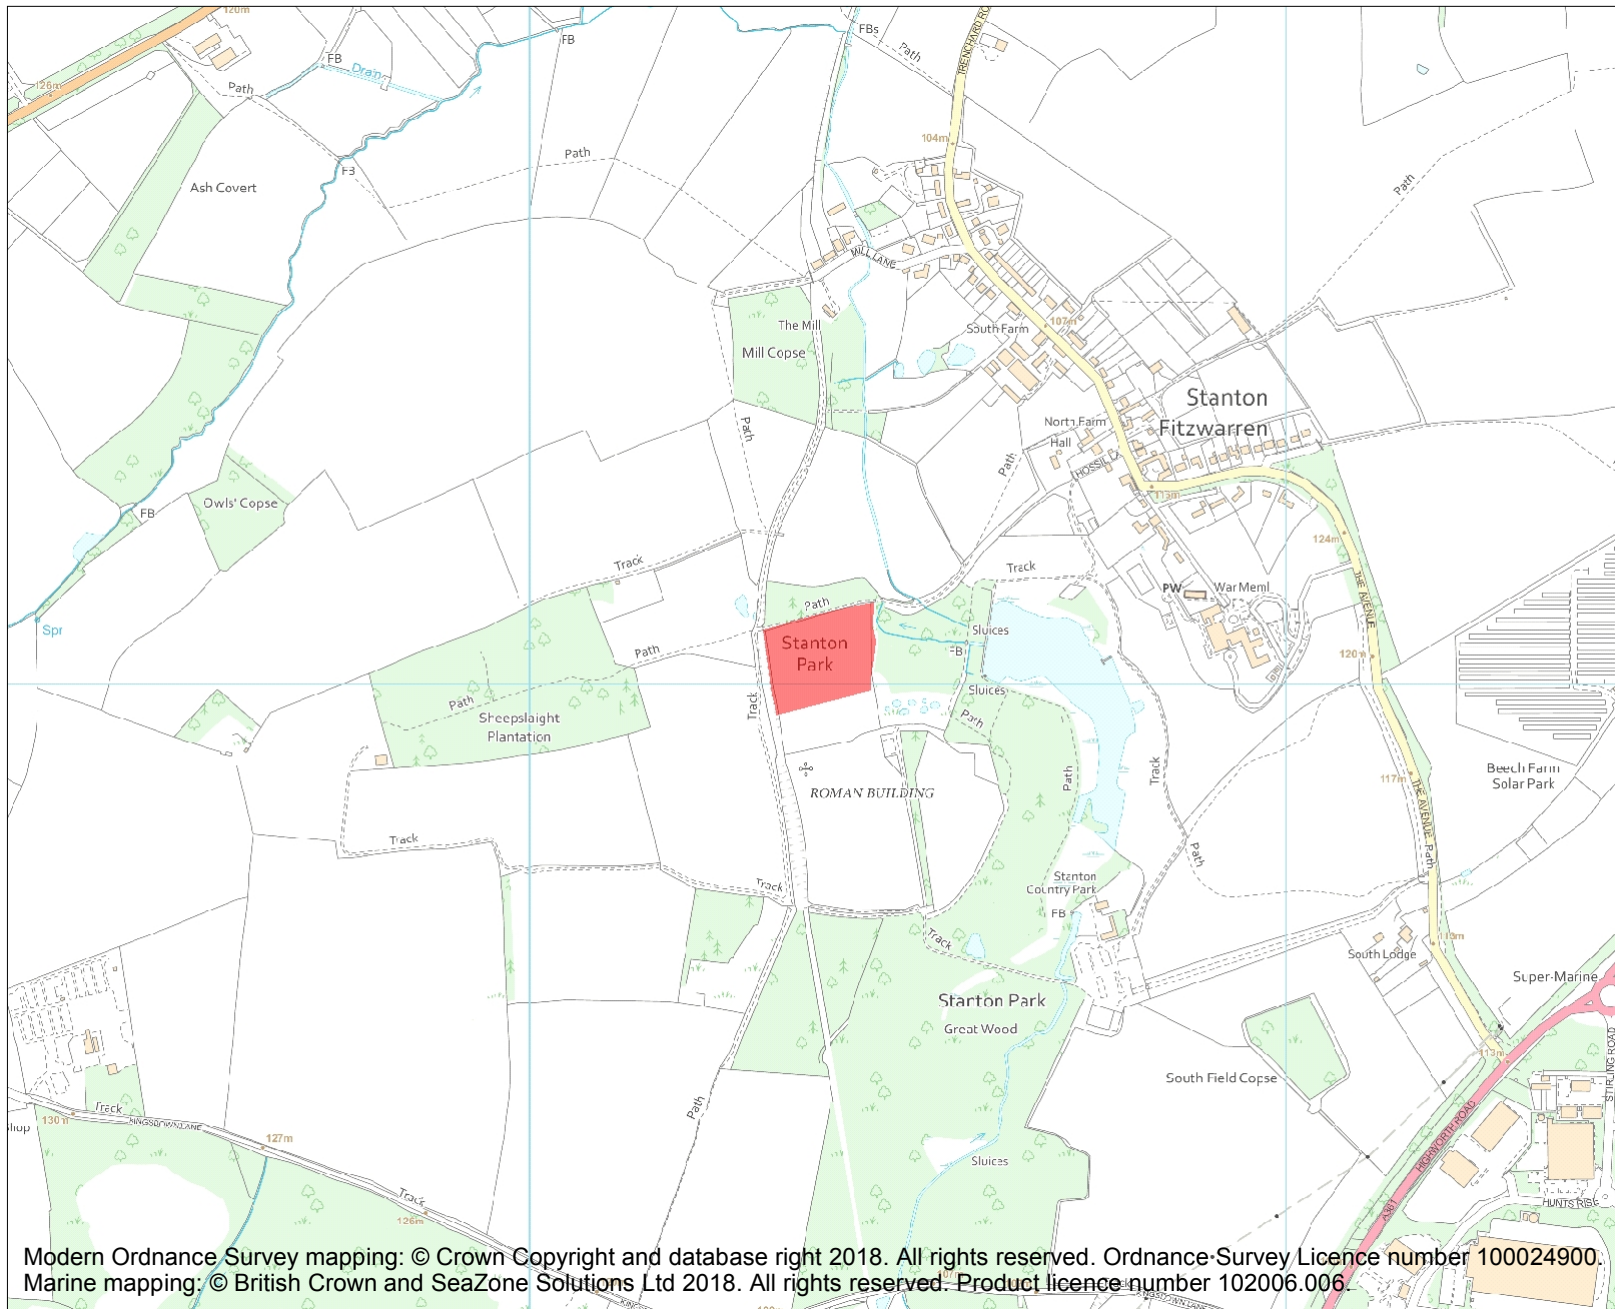 120m
FB
FBs
Path
TRENCHARD RO
FB
Drain
126m
Path
104m
Path
F3
Path
Ash Covert
Path
MILL LANE
The Mill
South Farm
107m
Mill Copse
Stanton
Fitzwarren
Path
North Farm
Hall
Path
HOSSIL LA
113m
Owls' Copse
FB
124m
Track
Track
THE AVENUE
PW
War Meml
Path
Spr
Sluices
Stanton
Park
Path
FB
120m
Sluices
Track
Path
Path
Sheepslaight
Plantation
Path
Track
Beech Farm
Solar Park
117m
ROMAN BUILDING
THE AVENUE
Path
Track
Path
Track
Stanton
Country Park
FB
Track
113m
South Lodge
Super-Marine
Stanton Park
Great Wood
STIRLING ROAD
113m
South Field Copse
Path
Track
130m
KINGSDOWN LANE
127m
HIGHWORTH ROAD
Sluices
Track
126m
A361
HUNTS RISE
Modern Ordnance Survey mapping: © Crown Copyright and database right 2018. All rights reserved. Ordnance Survey Licence number 100024900.
Marine mapping: © British Crown and SeaZone Solutions Ltd 2018. All rights reserved. Product licence number 102006.006.